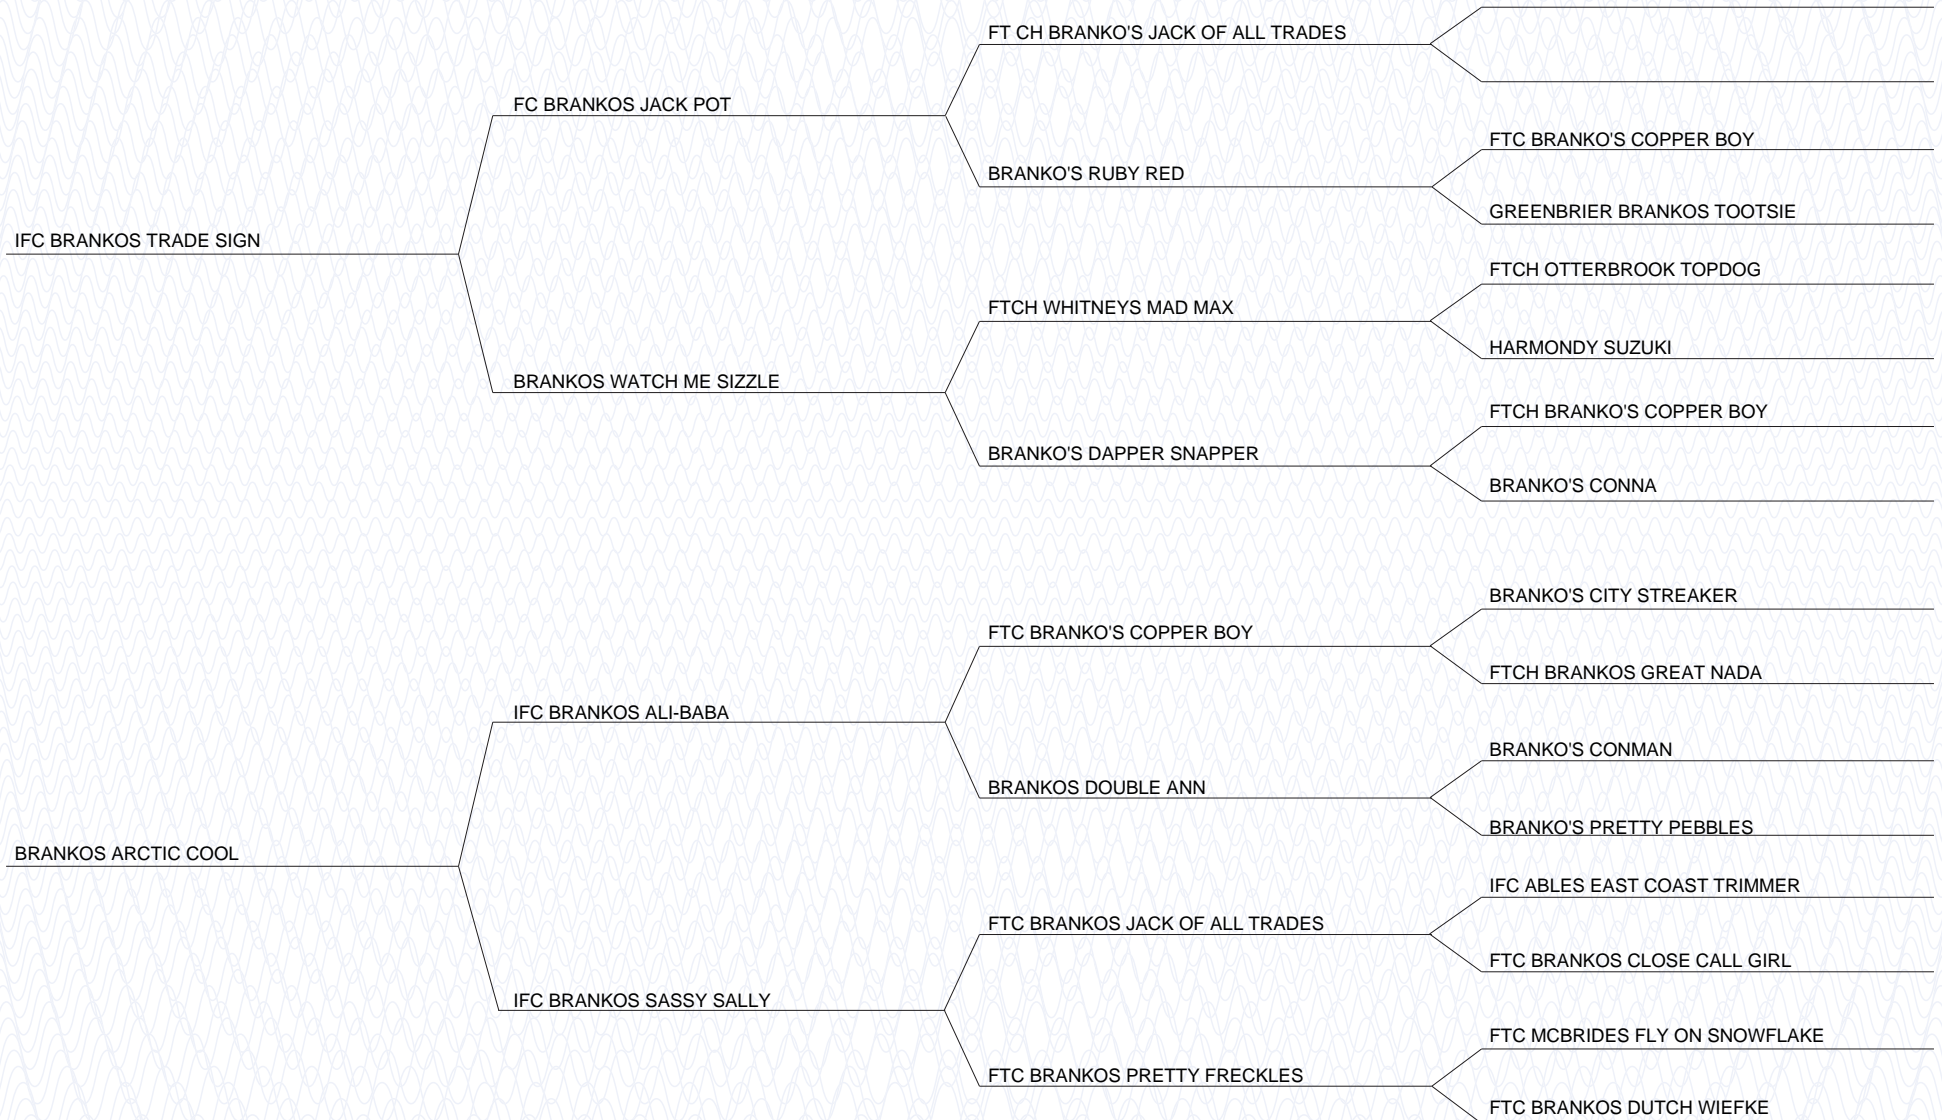 FT CH BRANKO'S JACK OF ALL TRADES
FC BRANKOS JACK POT
FTC BRANKO'S COPPER BOY
BRANKO'S RUBY RED
GREENBRIER BRANKOS TOOTSIE
IFC BRANKOS TRADE SIGN
FTCH OTTERBROOK TOPDOG
FTCH WHITNEYS MAD MAX
HARMONDY SUZUKI
BRANKOS WATCH ME SIZZLE
FTCH BRANKO'S COPPER BOY
BRANKO'S DAPPER SNAPPER
BRANKO'S CONNA
BRANKO'S CITY STREAKER
FTC BRANKO'S COPPER BOY
FTCH BRANKOS GREAT NADA
IFC BRANKOS ALI-BABA
BRANKO'S CONMAN
BRANKOS DOUBLE ANN
BRANKO'S PRETTY PEBBLES
BRANKOS ARCTIC COOL
IFC ABLES EAST COAST TRIMMER
FTC BRANKOS JACK OF ALL TRADES
FTC BRANKOS CLOSE CALL GIRL
IFC BRANKOS SASSY SALLY
FTC MCBRIDES FLY ON SNOWFLAKE
FTC BRANKOS PRETTY FRECKLES
FTC BRANKOS DUTCH WIEFKE